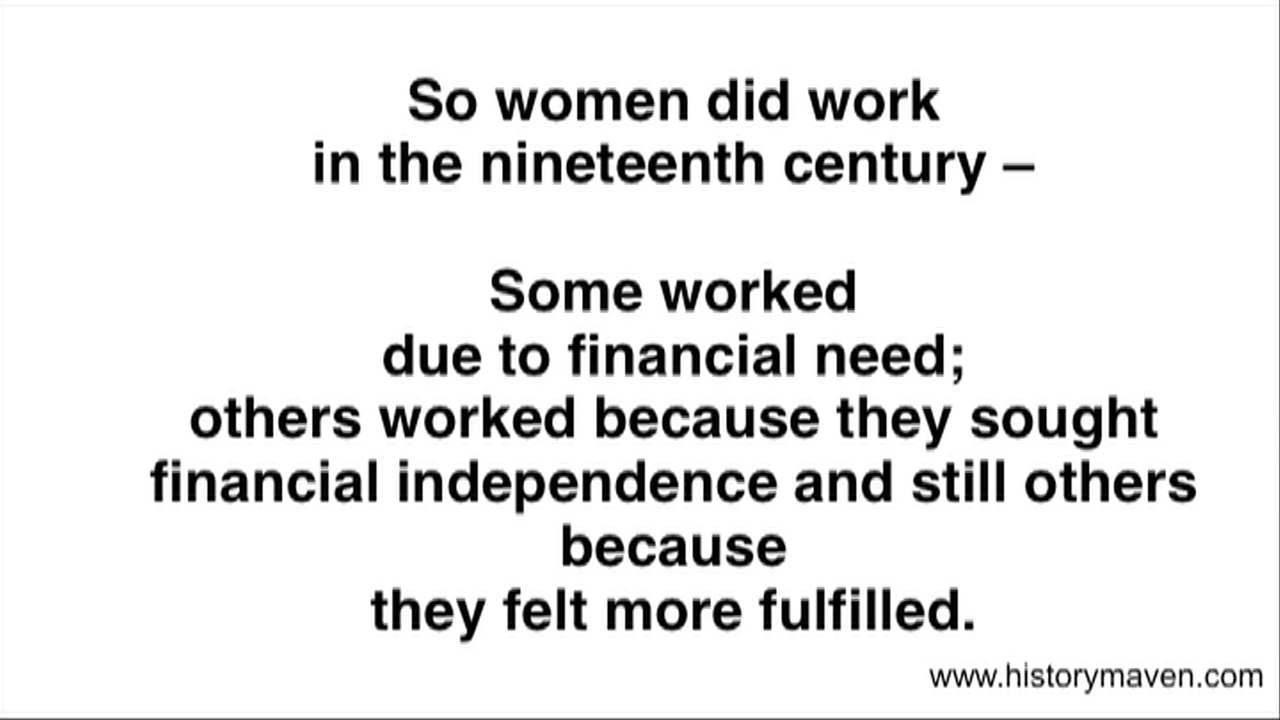 So women did work
in the nineteenth century –
Some worked
due to financial need;
others worked because they sought
financial independence and still others
because
they felt more fulfilled.
www.historymaven.com